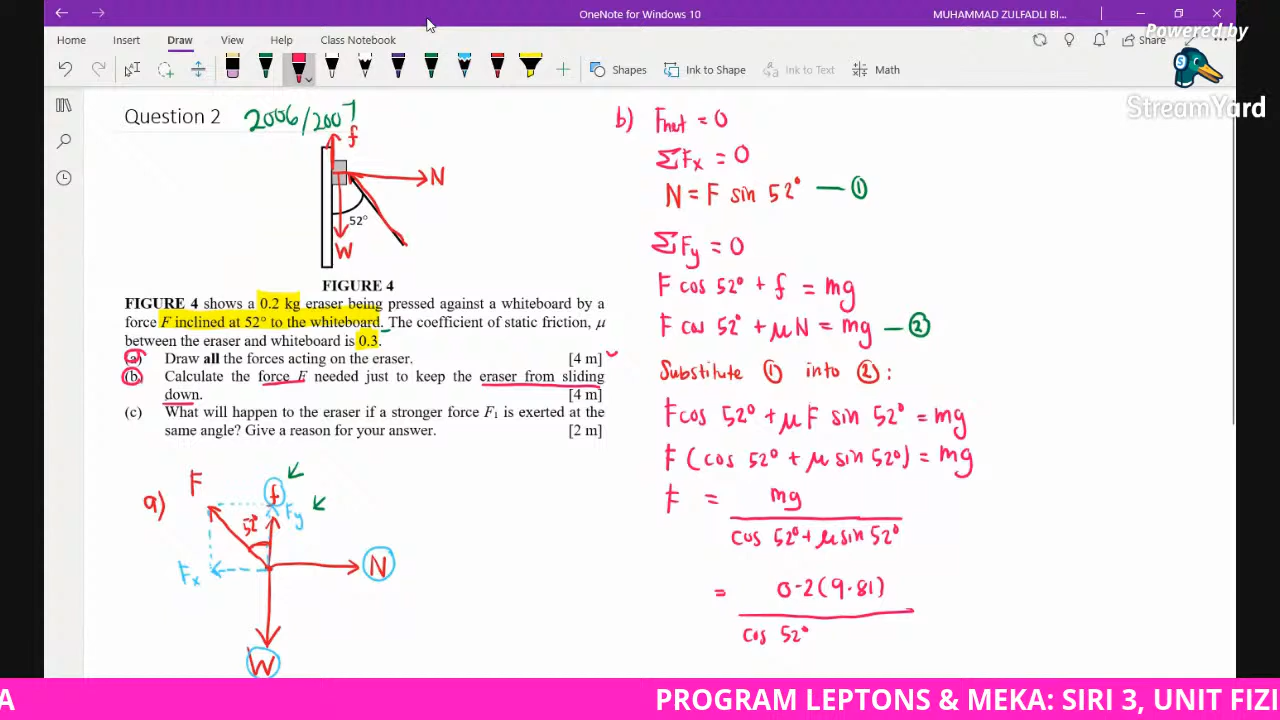 OneNote for Windows 10
MUHAMMAD ZULFADLI BI...
Powered by
StreamYard
Home Insert Draw View Help Class Notebook
Share
Shapes Ink to Shape Ink to Text Math
Question 2 2006/2007
f
N
52°
W
FIGURE 4
FIGURE 4 shows a 0.2 kg eraser being pressed against a whiteboard by a
force F inclined at 52° to the whiteboard. The coefficient of static friction, μ
between the eraser and whiteboard is 0.3.
(a) Draw all the forces acting on the eraser. [4 m]
(b) Calculate the force F needed just to keep the eraser from sliding
down. [4 m]
(c) What will happen to the eraser if a stronger force F1 is exerted at the
same angle? Give a reason for your answer. [2 m]
a)
F
f
Fy
52°
Fx
N
W
b) Fnet = 0
ΣFx = 0
N = F sin 52° — ①
ΣFy = 0
F cos 52° + f = mg
F cos 52° + μN = mg — ②
Substitute ① into ②:
F cos 52° + μF sin 52° = mg
F (cos 52° + μ sin 52°) = mg
F = mg
cos 52° + μ sin 52°
= 0.2(9.81)
cos 52°
A PROGRAM LEPTONS & MEKA: SIRI 3, UNIT FIZI